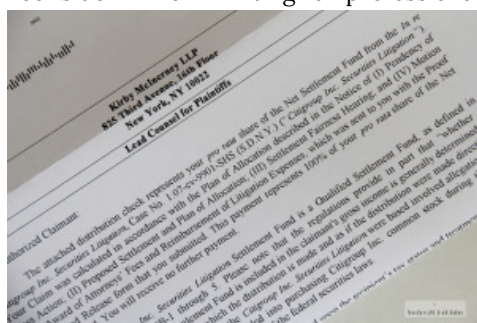 Kirby McInerney LLP
825 Third Avenue, 16th Floor
New York, NY 10022
Lead Counsel for Plaintiffs
Claimant:
The attached distribution check represents your pro rata share of the Net Settlement Fund from the In re
Inc. Securities Litigation, Case No. 1:07-cv-9901-SHS (S.D.N.Y.) ("Citigroup Inc. Securities Litigation").
Your Claim was calculated in accordance with the Plan of Allocation described in the Notice of (I) Pendency of
Action; (II) Proposed Settlement and Plan of Allocation; (III) Settlement Fairness Hearing, and (IV) Motion
Award of Attorneys' Fees and Reimbursement of Litigation Expenses, which was sent to you with the Proof
and Release form that you submitted. This payment represents 100% of your pro rata share of the Net
You will receive no further payment.
Inc. Securities Litigation Settlement Fund is a Qualified Settlement Fund, as defined in
through 5. Please note that the regulations provide in part that "whether
Fund is included in the claimant's gross income is generally determined
which the distribution is made and as if the distribution were made
Securities Litigation were based involved
into purchasing Citigroup Inc. common stock during
the federal securities laws.